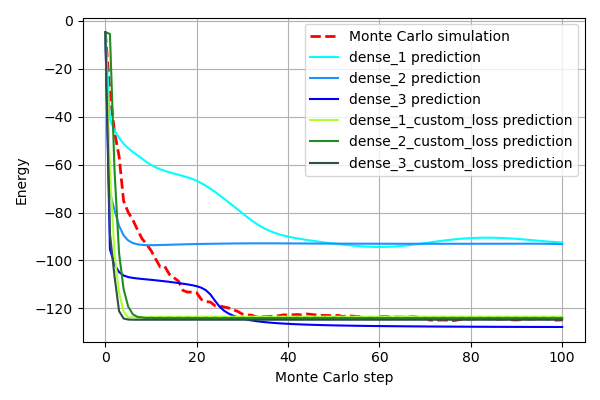 0
−20
−40
−60
−80
−100
−120
Energy
Monte Carlo simulation
dense_1 prediction
dense_2 prediction
dense_3 prediction
dense_1_custom_loss prediction
dense_2_custom_loss prediction
dense_3_custom_loss prediction
0 20 40 60 80 100
Monte Carlo step